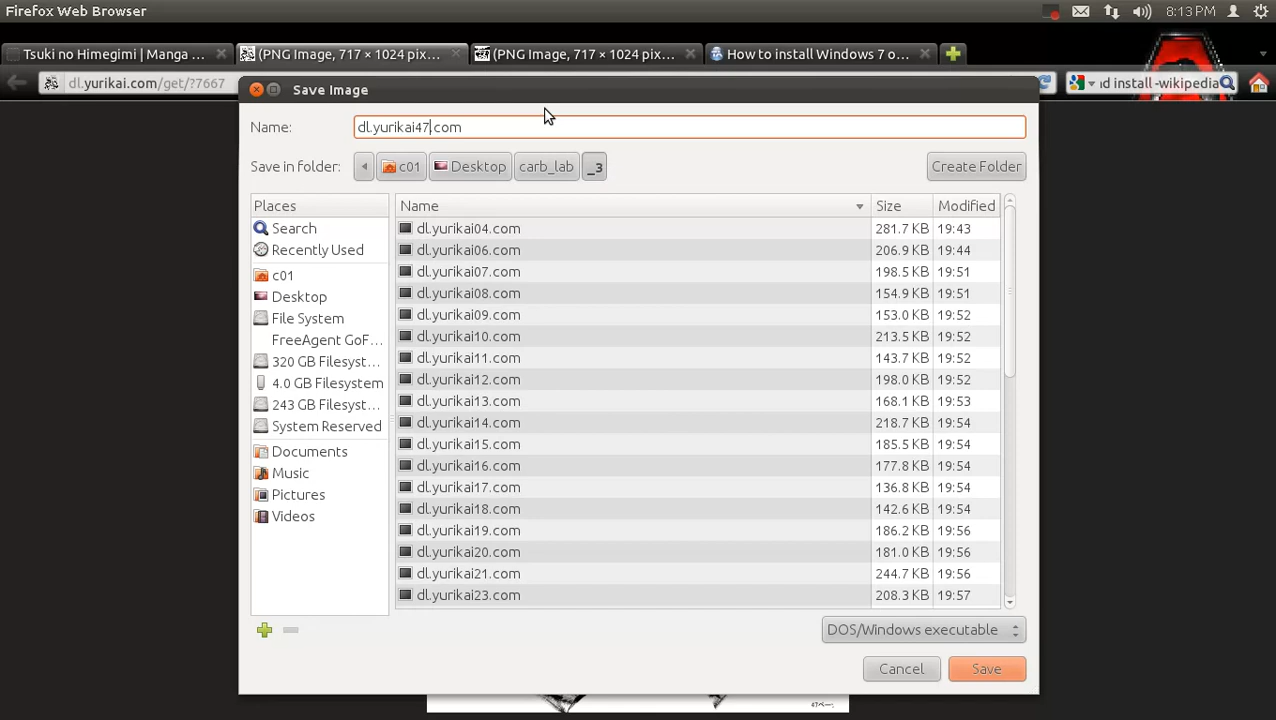 Firefox Web Browser
8:13 PM
Tsuki no Himegimi | Manga ...
(PNG Image, 717 × 1024 pix...
(PNG Image, 717 × 1024 pix...
How to install Windows 7 o...
dl.yurikai.com/get/?7667
d install -wikipedia
Save Image
Name:
dl.yurikai47.com
Save in folder:
c01
Desktop
carb_lab
_3
Create Folder
Places
Search
Recently Used
c01
Desktop
File System
FreeAgent GoF...
320 GB Filesyst...
4.0 GB Filesystem
243 GB Filesyst...
System Reserved
Documents
Music
Pictures
Videos
Name Size Modified
dl.yurikai04.com 281.7 KB 19:43
dl.yurikai06.com 206.9 KB 19:44
dl.yurikai07.com 198.5 KB 19:51
dl.yurikai08.com 154.9 KB 19:51
dl.yurikai09.com 153.0 KB 19:52
dl.yurikai10.com 213.5 KB 19:52
dl.yurikai11.com 143.7 KB 19:52
dl.yurikai12.com 198.0 KB 19:52
dl.yurikai13.com 168.1 KB 19:53
dl.yurikai14.com 218.7 KB 19:54
dl.yurikai15.com 185.5 KB 19:54
dl.yurikai16.com 177.8 KB 19:54
dl.yurikai17.com 136.8 KB 19:54
dl.yurikai18.com 142.6 KB 19:54
dl.yurikai19.com 186.2 KB 19:56
dl.yurikai20.com 181.0 KB 19:56
dl.yurikai21.com 244.7 KB 19:56
dl.yurikai23.com 208.3 KB 19:57
DOS/Windows executable
Cancel
Save
47ページ